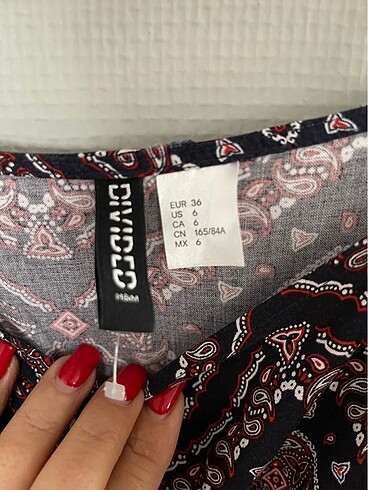 DIVIDED
H&M
EUR 36
US 6
CA 6
CN 165/84A
MX 6